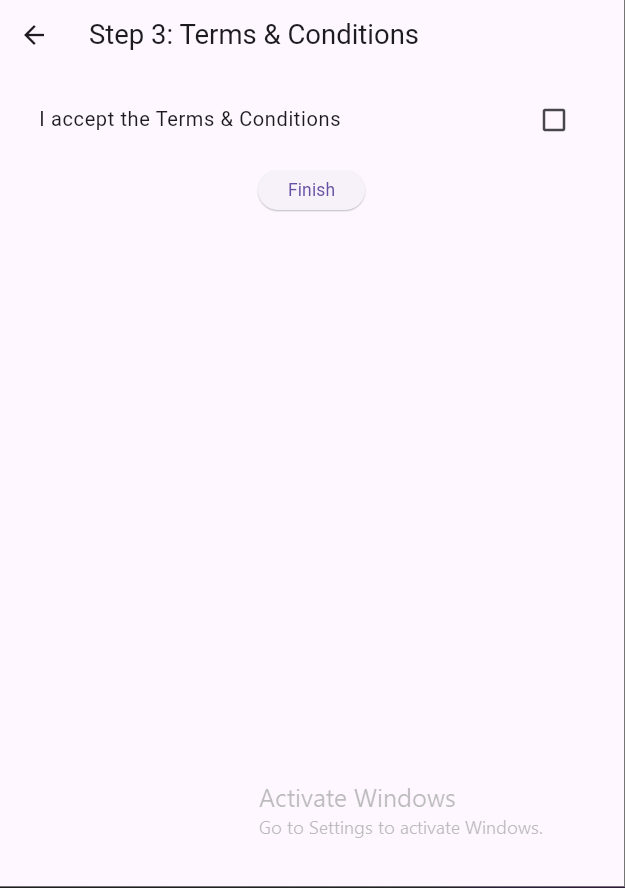 Step 3: Terms & Conditions
I accept the Terms & Conditions
Finish
Activate Windows
Go to Settings to activate Windows.